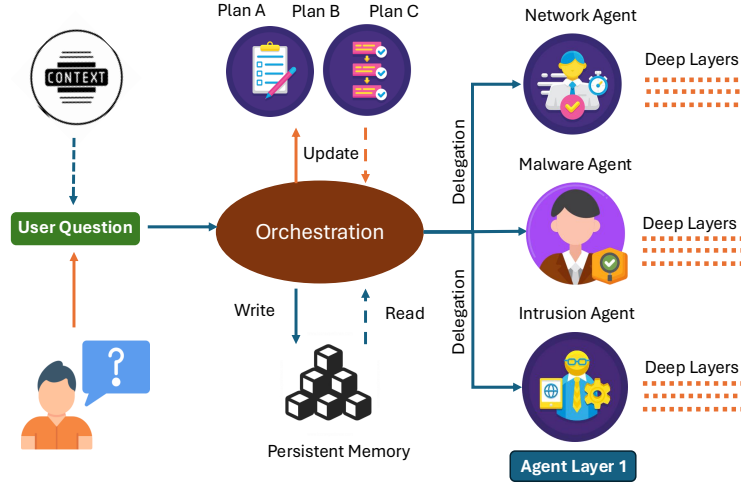 Plan A
Plan B
Plan C
Network Agent
CONTEXT
Deep Layers
Update
Delegation
Malware Agent
User Question
Orchestration
Deep Layers
Write
Read
Delegation
Intrusion Agent
?
Deep Layers
Persistent Memory
Agent Layer 1